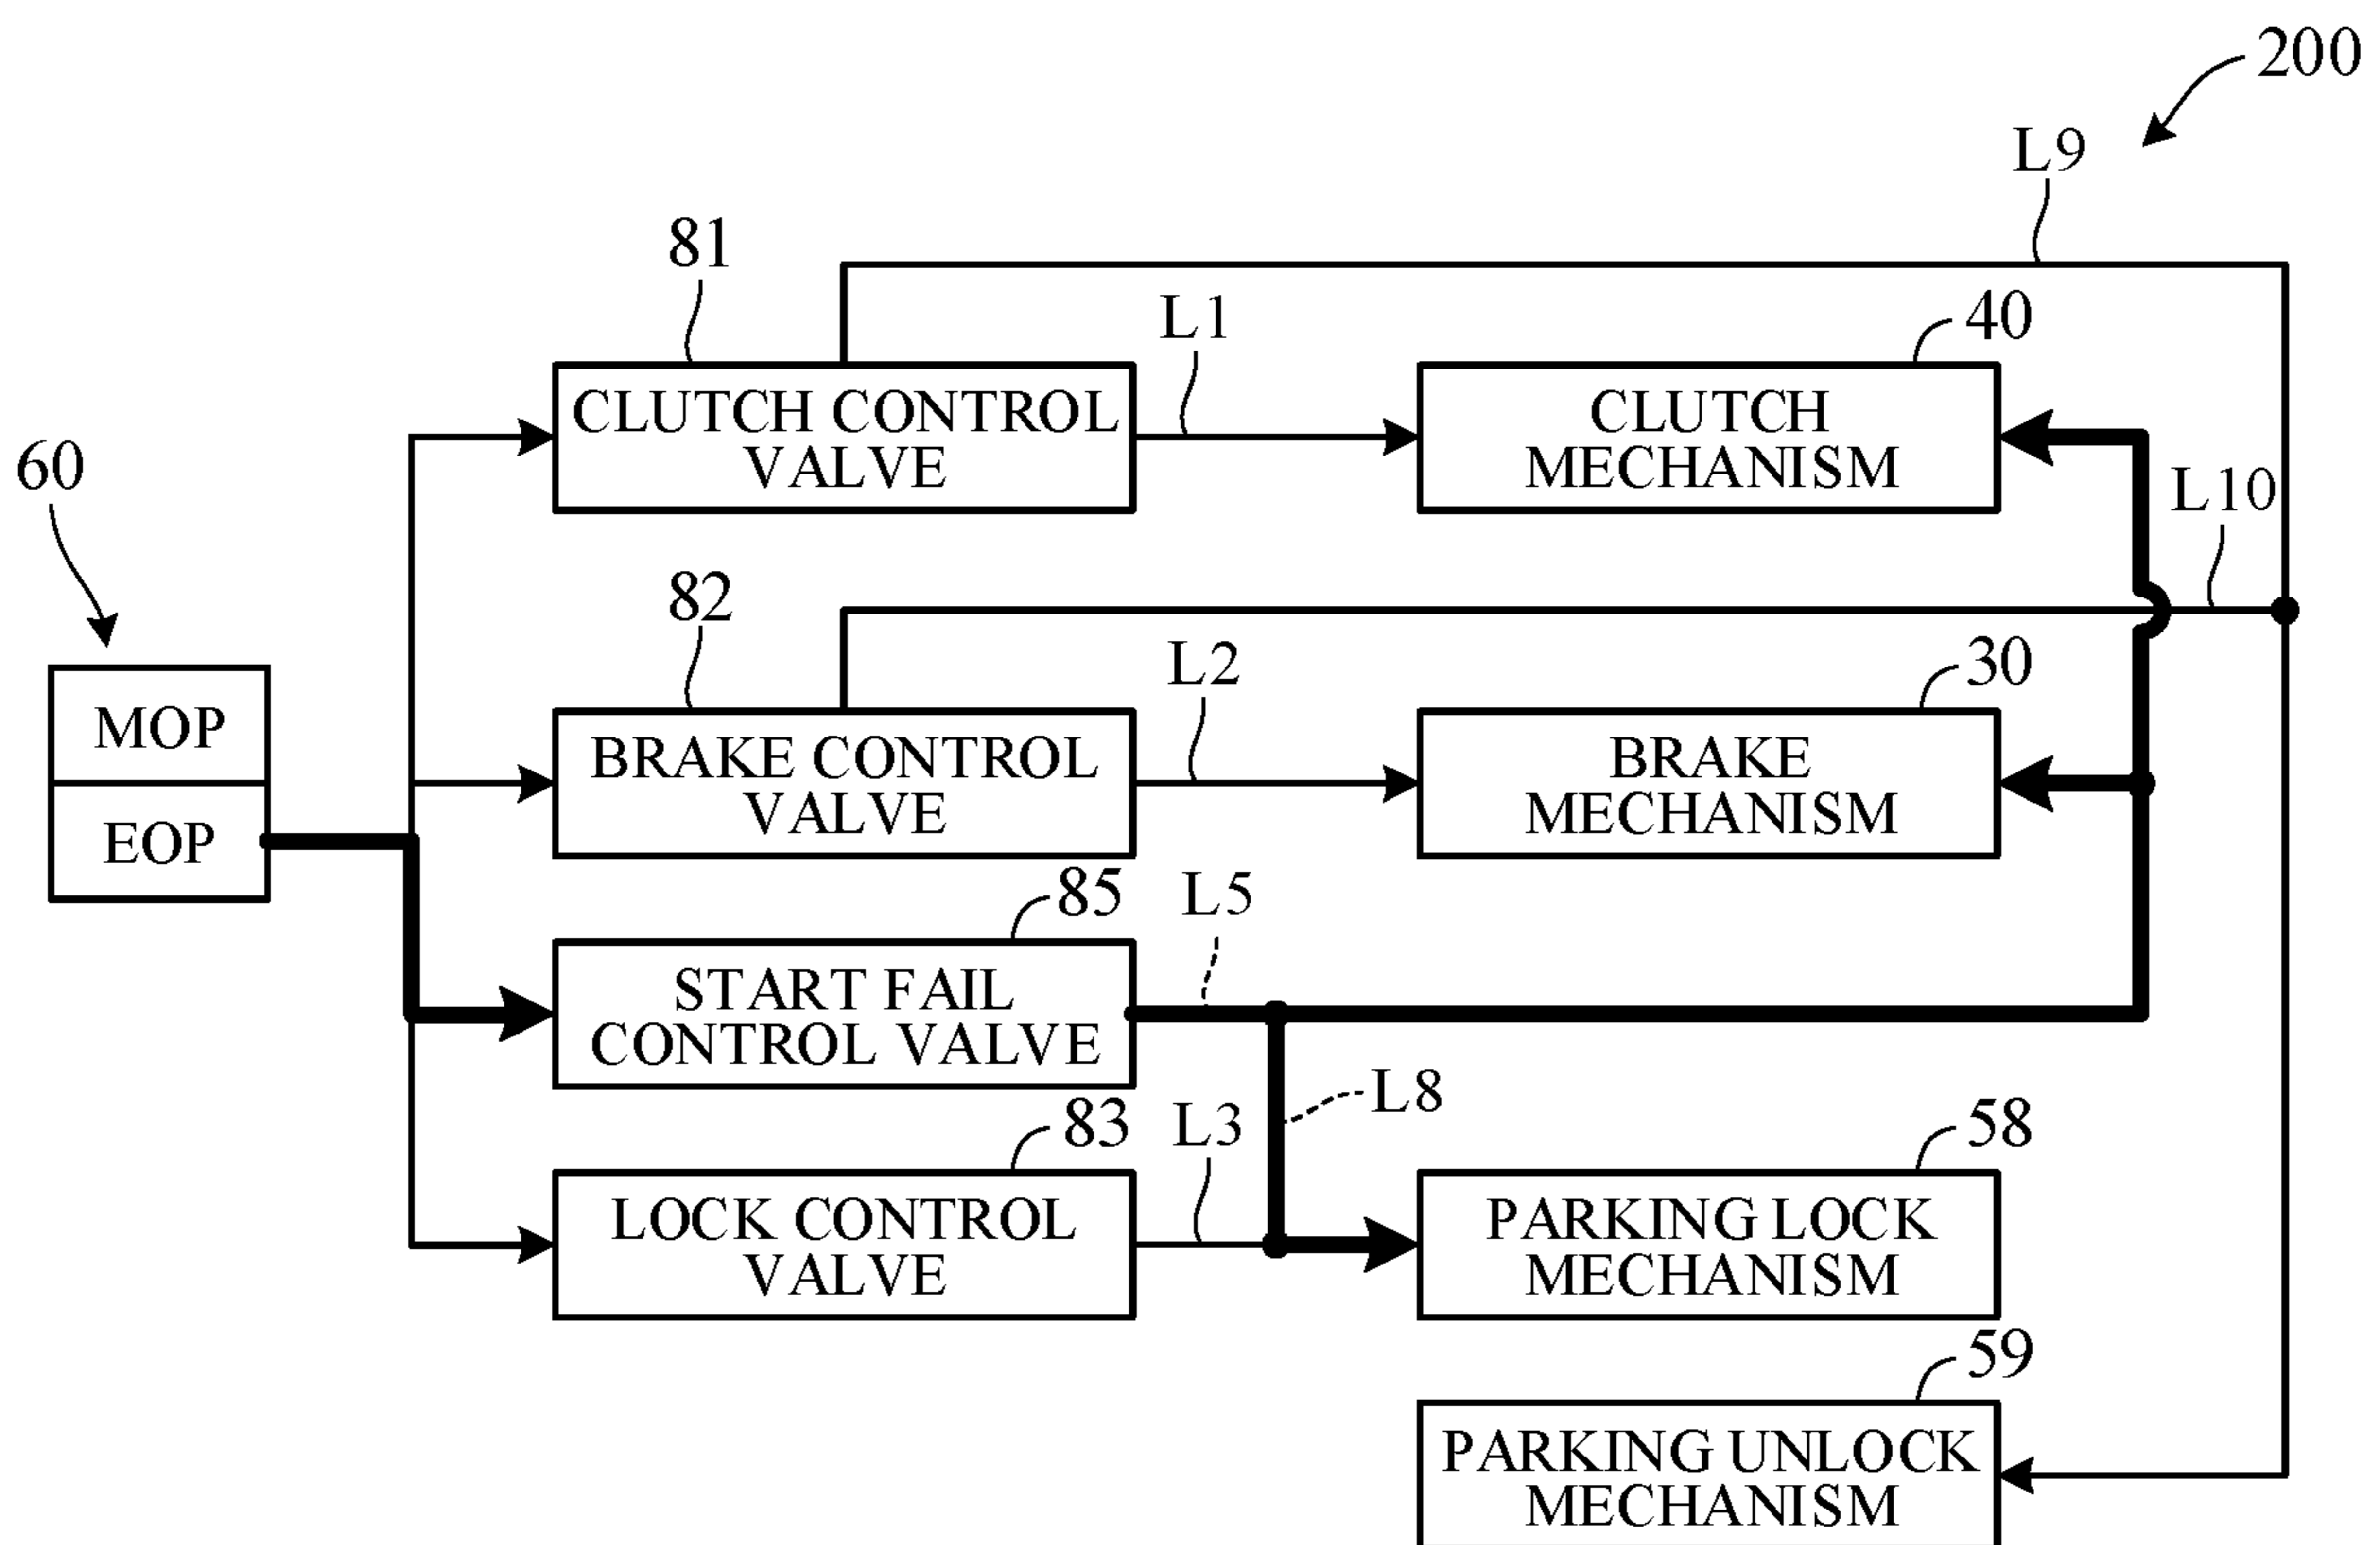 200
L9
81
L1
40
CLUTCH CONTROL
VALVE
CLUTCH
MECHANISM
60
L10
82
L2
30
MOP
EOP
BRAKE CONTROL
VALVE
BRAKE
MECHANISM
85
L5
START FAIL
CONTROL VALVE
L8
83
L3
58
LOCK CONTROL
VALVE
PARKING LOCK
MECHANISM
59
PARKING UNLOCK
MECHANISM